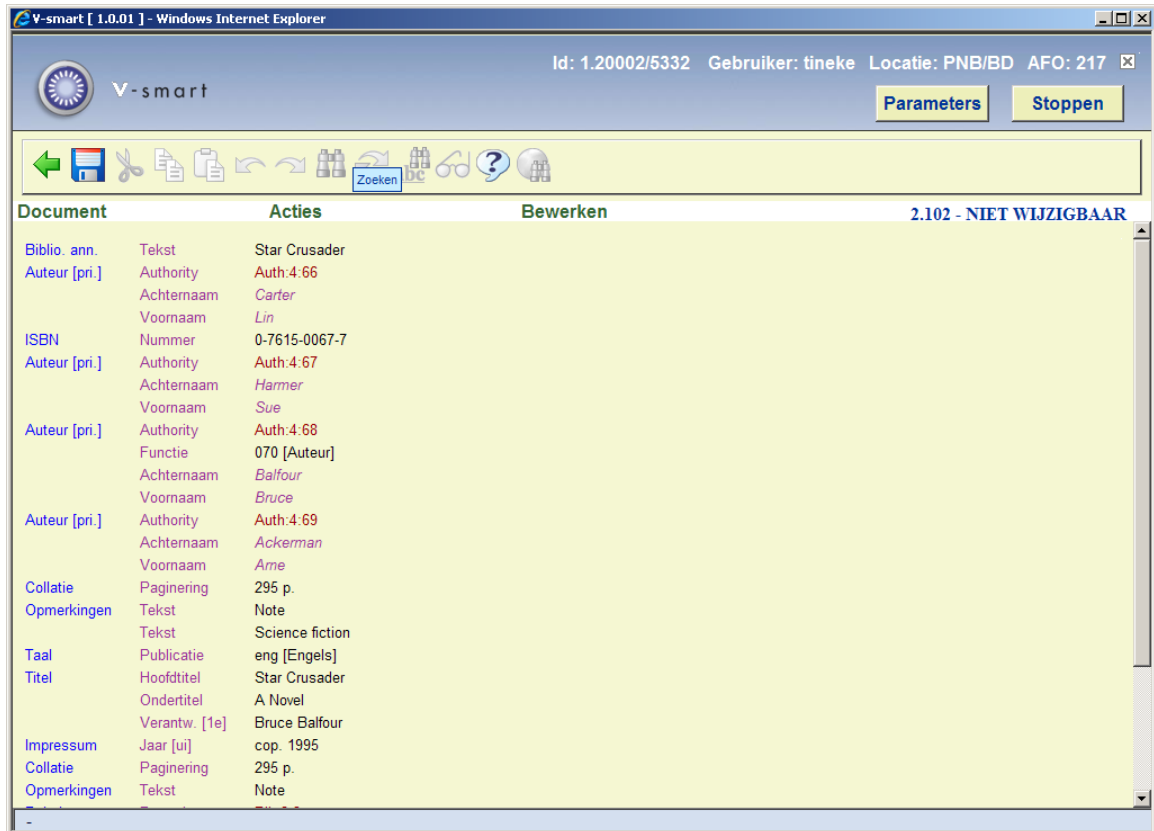 V-smart [ 1.0.01 ] - Windows Internet Explorer
Id: 1.20002/5332 Gebruiker: tineke Locatie: PNB/BD AFO: 217
V-smart
Parameters Stoppen
Zoeken
bc
Document Acties Bewerken 2.102 - NIET WIJZIGBAAR
Biblio. ann. Tekst Star Crusader
Auteur [pri.] Authority Auth:4:66
Achternaam Carter
Voornaam Lin
ISBN Nummer 0-7615-0067-7
Auteur [pri.] Authority Auth:4:67
Achternaam Harmer
Voornaam Sue
Auteur [pri.] Authority Auth:4:68
Functie 070 [Auteur]
Achternaam Balfour
Voornaam Bruce
Auteur [pri.] Authority Auth:4:69
Achternaam Ackerman
Voornaam Arne
Collatie Paginering 295 p.
Opmerkingen Tekst Note
Tekst Science fiction
Taal Publicatie eng [Engels]
Titel Hoofdtitel Star Crusader
Ondertitel A Novel
Verantw. [1e] Bruce Balfour
Impressum Jaar [ui] cop. 1995
Collatie Paginering 295 p.
Opmerkingen Tekst Note
-